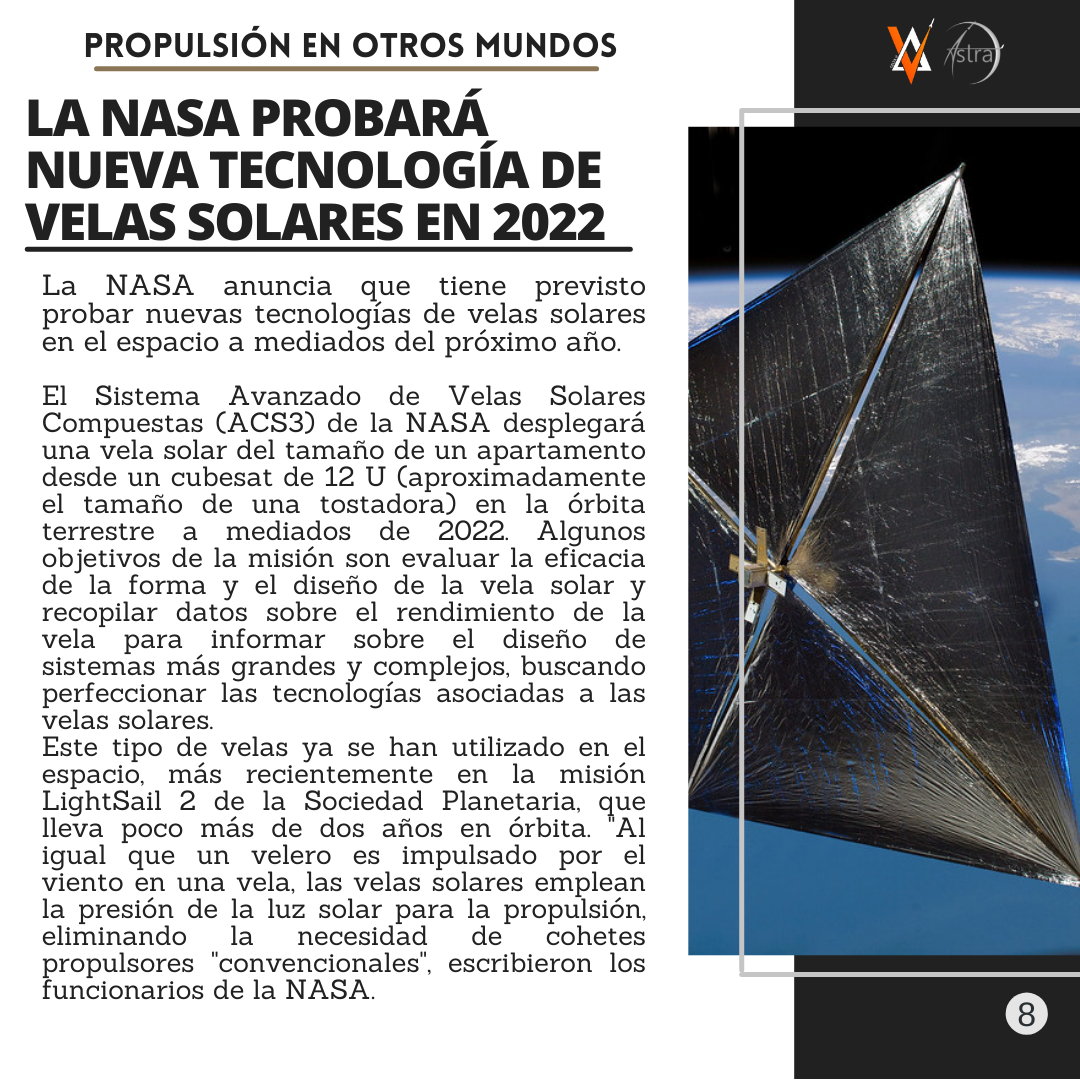 PROPULSIÓN EN OTROS MUNDOS
LA NASA PROBARÁ
NUEVA TECNOLOGÍA DE
VELAS SOLARES EN 2022
La NASA anuncia que tiene previsto
probar nuevas tecnologías de velas solares
en el espacio a mediados del próximo año.
El Sistema Avanzado de Velas Solares
Compuestas (ACS3) de la NASA desplegará
una vela solar del tamaño de un apartamento
desde un cubesat de 12 U (aproximadamente
el tamaño de una tostadora) en la órbita
terrestre a mediados de 2022. Algunos
objetivos de la misión son evaluar la eficacia
de la forma y el diseño de la vela solar y
recopilar datos sobre el rendimiento de la
vela para informar sobre el diseño de
sistemas más grandes y complejos, buscando
perfeccionar las tecnologías asociadas a las
velas solares.
Este tipo de velas ya se han utilizado en el
espacio, más recientemente en la misión
LightSail 2 de la Sociedad Planetaria, que
lleva poco más de dos años en órbita. "Al
igual que un velero es impulsado por el
viento en una vela, las velas solares emplean
la presión de la luz solar para la propulsión,
eliminando la necesidad de cohetes
propulsores "convencionales", escribieron los
funcionarios de la NASA.
Astra
8